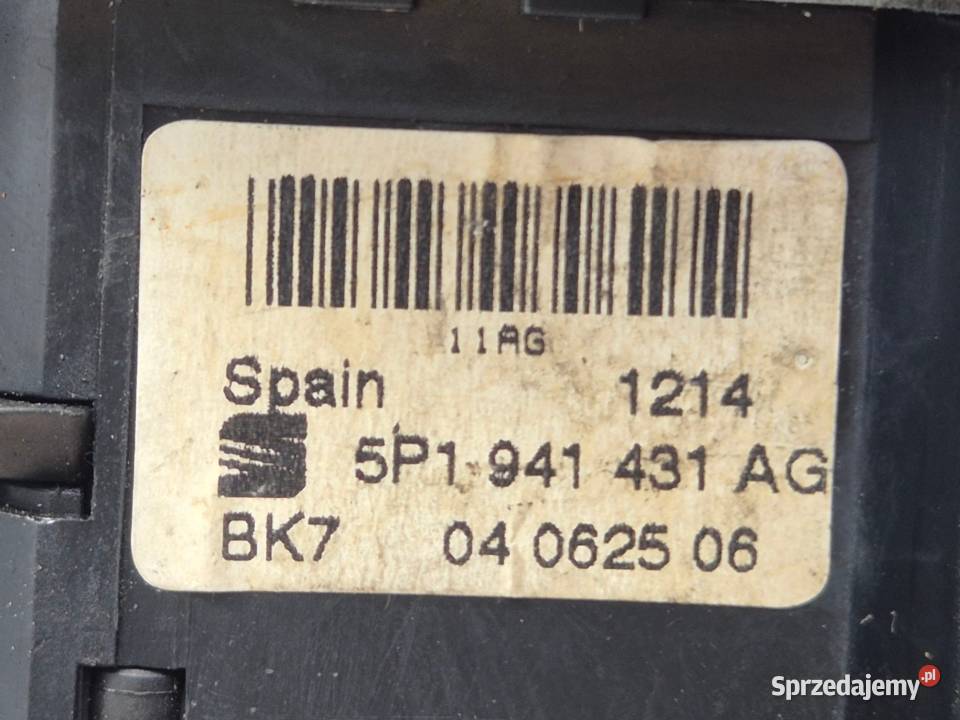 11AG
Spain 1214
5P1 941 431 AG
BK7 04 0625 06
Sprzedajemy.pl